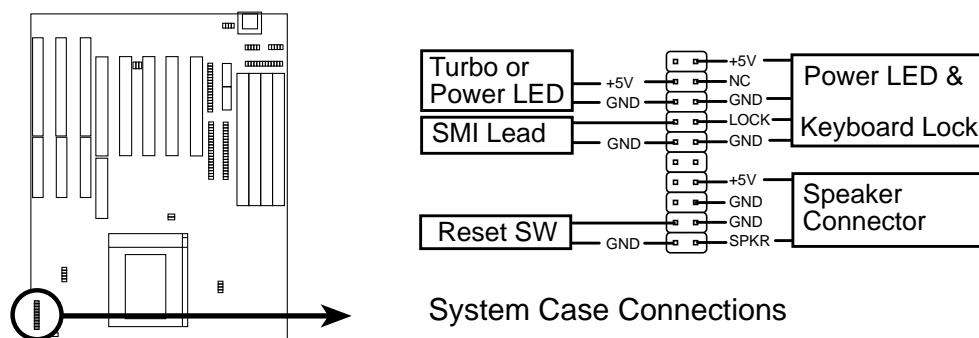 Turbo or
Power LED
+5V
GND
SMI Lead
GND
Reset SW
GND
+5V
NC
GND
LOCK
GND
+5V
GND
GND
SPKR
Power LED &
Keyboard Lock
Speaker
Connector
System Case Connections